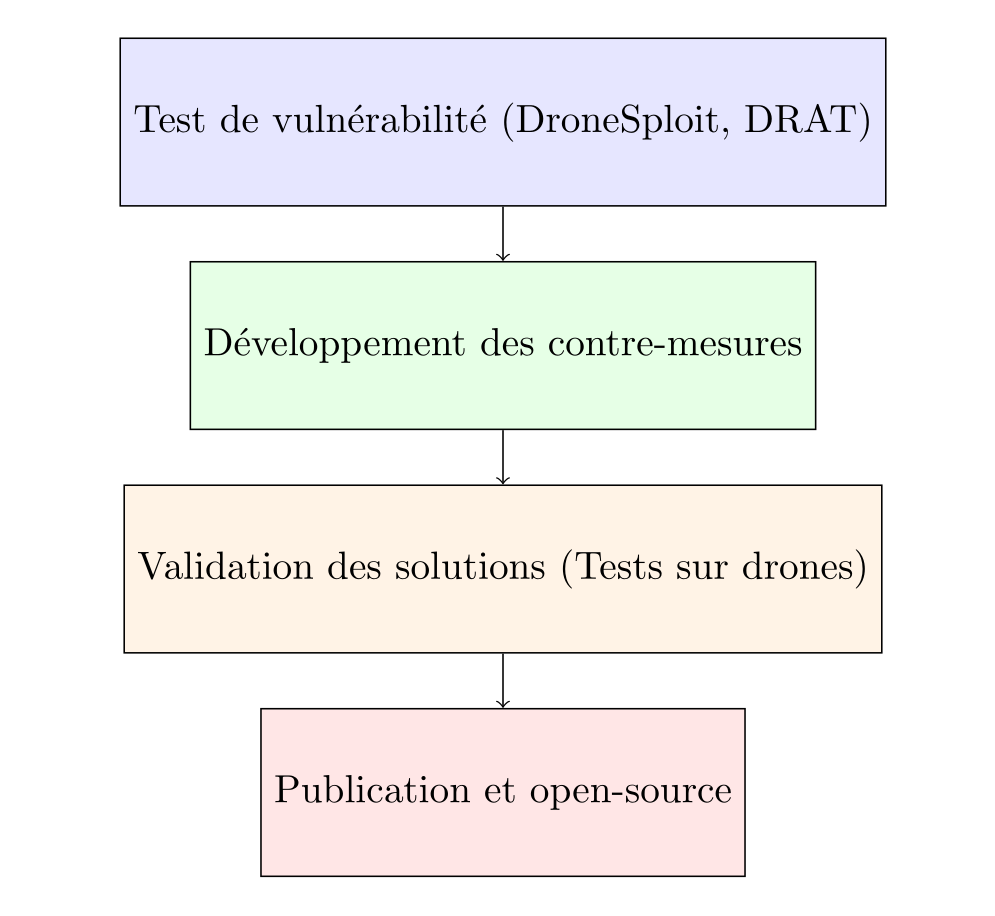 Test de vulnérabilité (DroneSploit, DRAT)
Développement des contre-mesures
Validation des solutions (Tests sur drones)
Publication et open-source